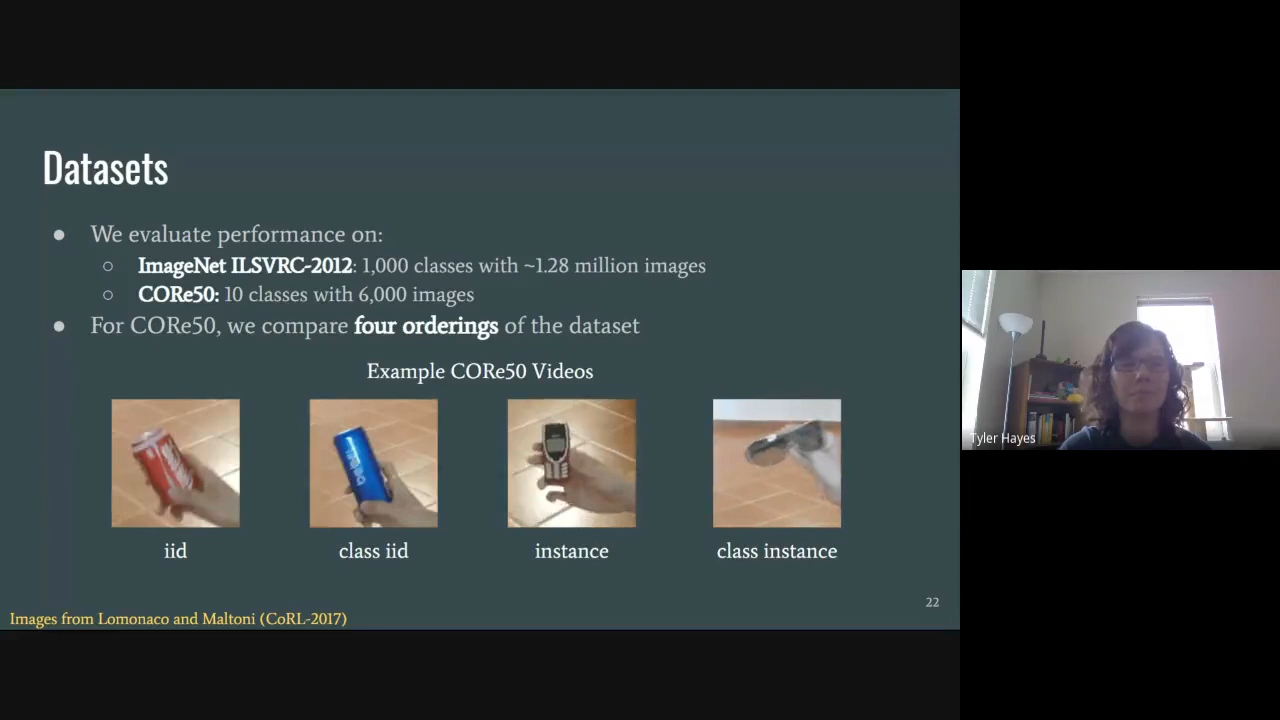 Datasets
● We evaluate performance on:
○ ImageNet ILSVRC-2012: 1,000 classes with ~1.28 million images
○ CORe50: 10 classes with 6,000 images
● For CORe50, we compare four orderings of the dataset
Example CORe50 Videos
iid
class iid
instance
class instance
22
Images from Lomonaco and Maltoni (CoRL-2017)
Tyler Hayes